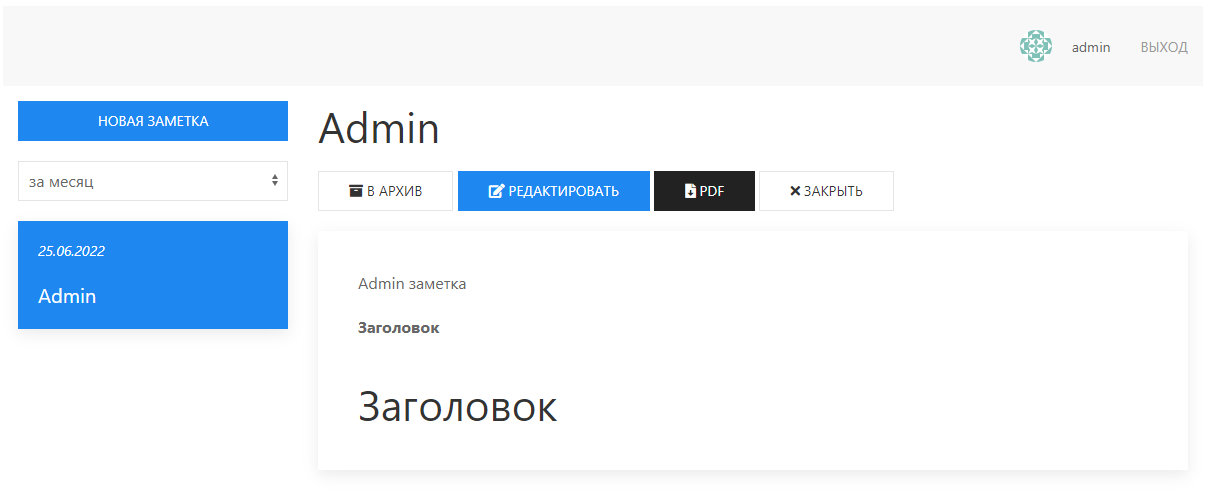 admin ВЫХОД
НОВАЯ ЗАМЕТКА
за месяц
25.06.2022
Admin
Admin
В АРХИВ РЕДАКТИРОВАТЬ PDF ЗАКРЫТЬ
Admin заметка
Заголовок
Заголовок